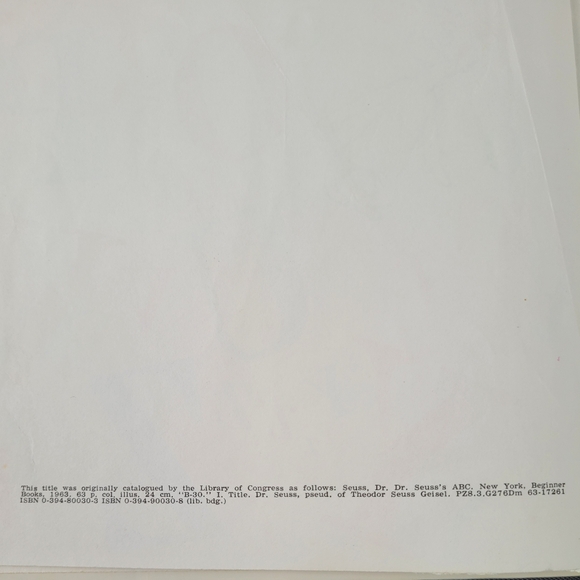 This title was originally catalogued by the Library of Congress as follows: Seuss, Dr. Dr. Seuss's ABC. New York, Beginner
Books, 1963. 63 p. col. illus. 24 cm. "B-30." I. Title. Dr. Seuss, pseud. of Theodor Seuss Geisel. PZ8.3.G276Dm 63-17261
ISBN 0-394-80030-3 ISBN 0-394-90030-8 (lib. bdg.)